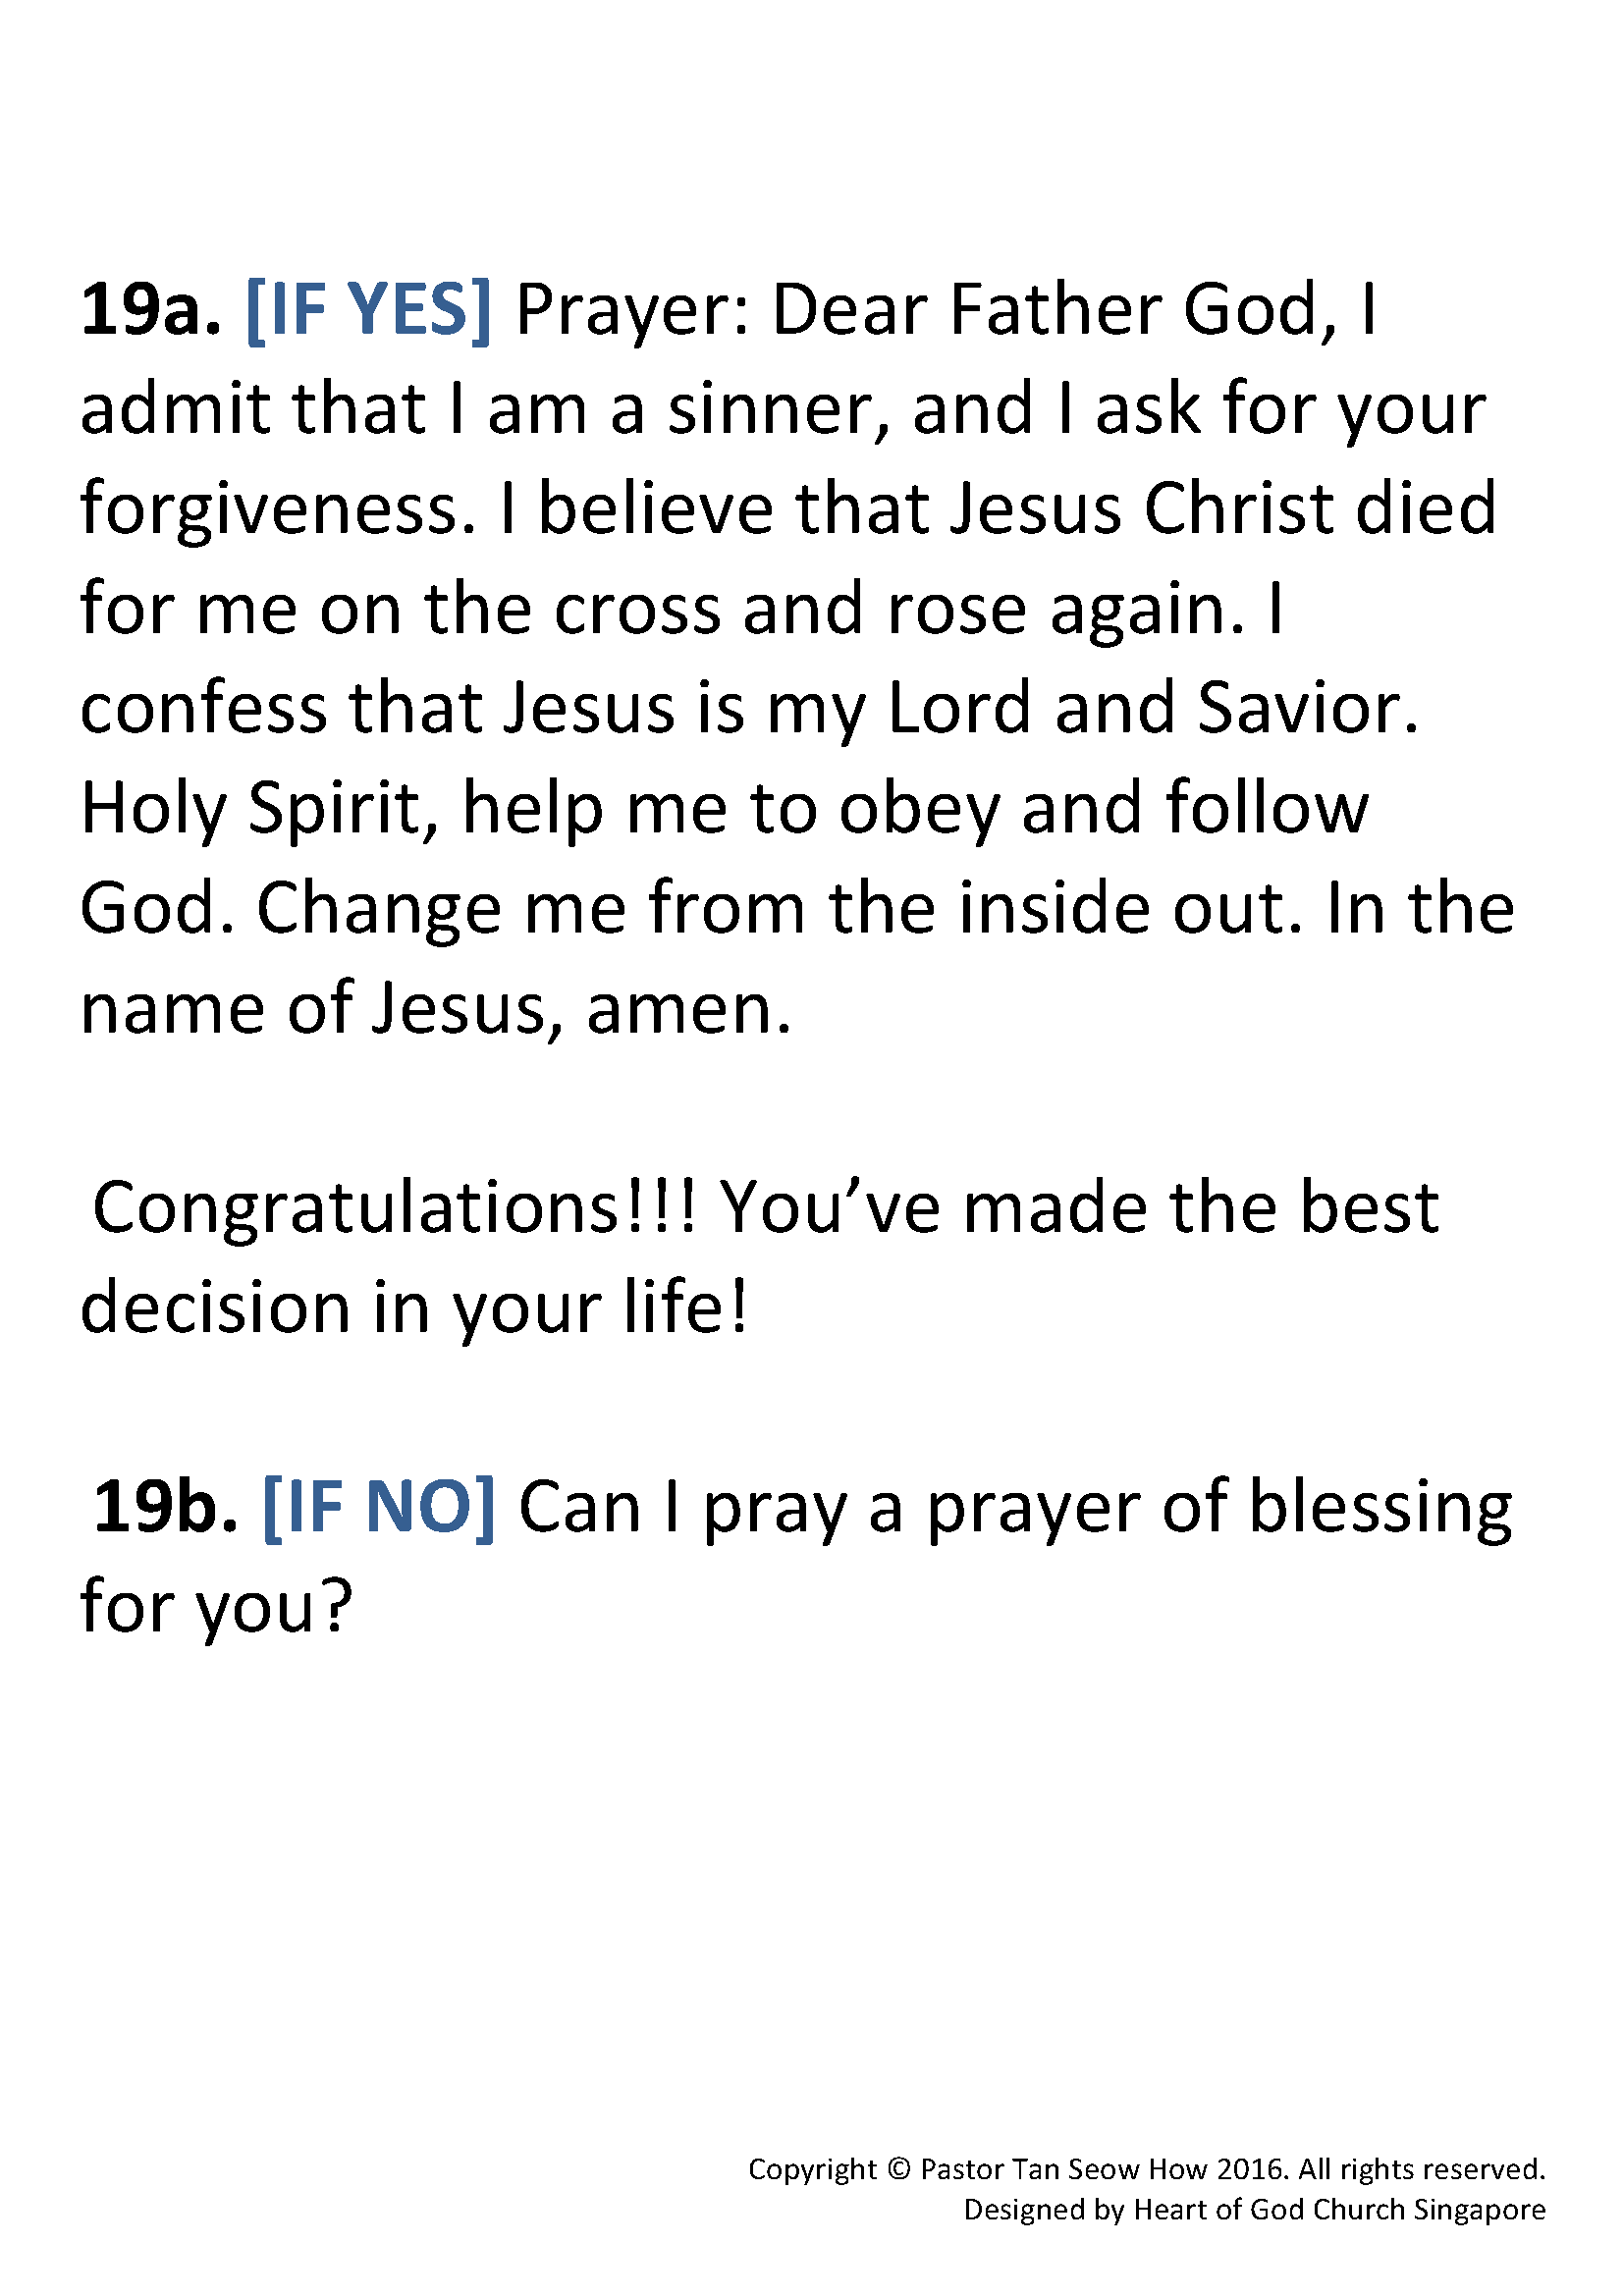 19a. [IF YES] Prayer: Dear Father God, I
admit that I am a sinner, and I ask for your
forgiveness. I believe that Jesus Christ died
for me on the cross and rose again. I
confess that Jesus is my Lord and Savior.
Holy Spirit, help me to obey and follow
God. Change me from the inside out. In the
name of Jesus, amen.
Congratulations!!! You’ve made the best
decision in your life!
19b. [IF NO] Can I pray a prayer of blessing
for you?
Copyright © Pastor Tan Seow How 2016. All rights reserved.
Designed by Heart of God Church Singapore